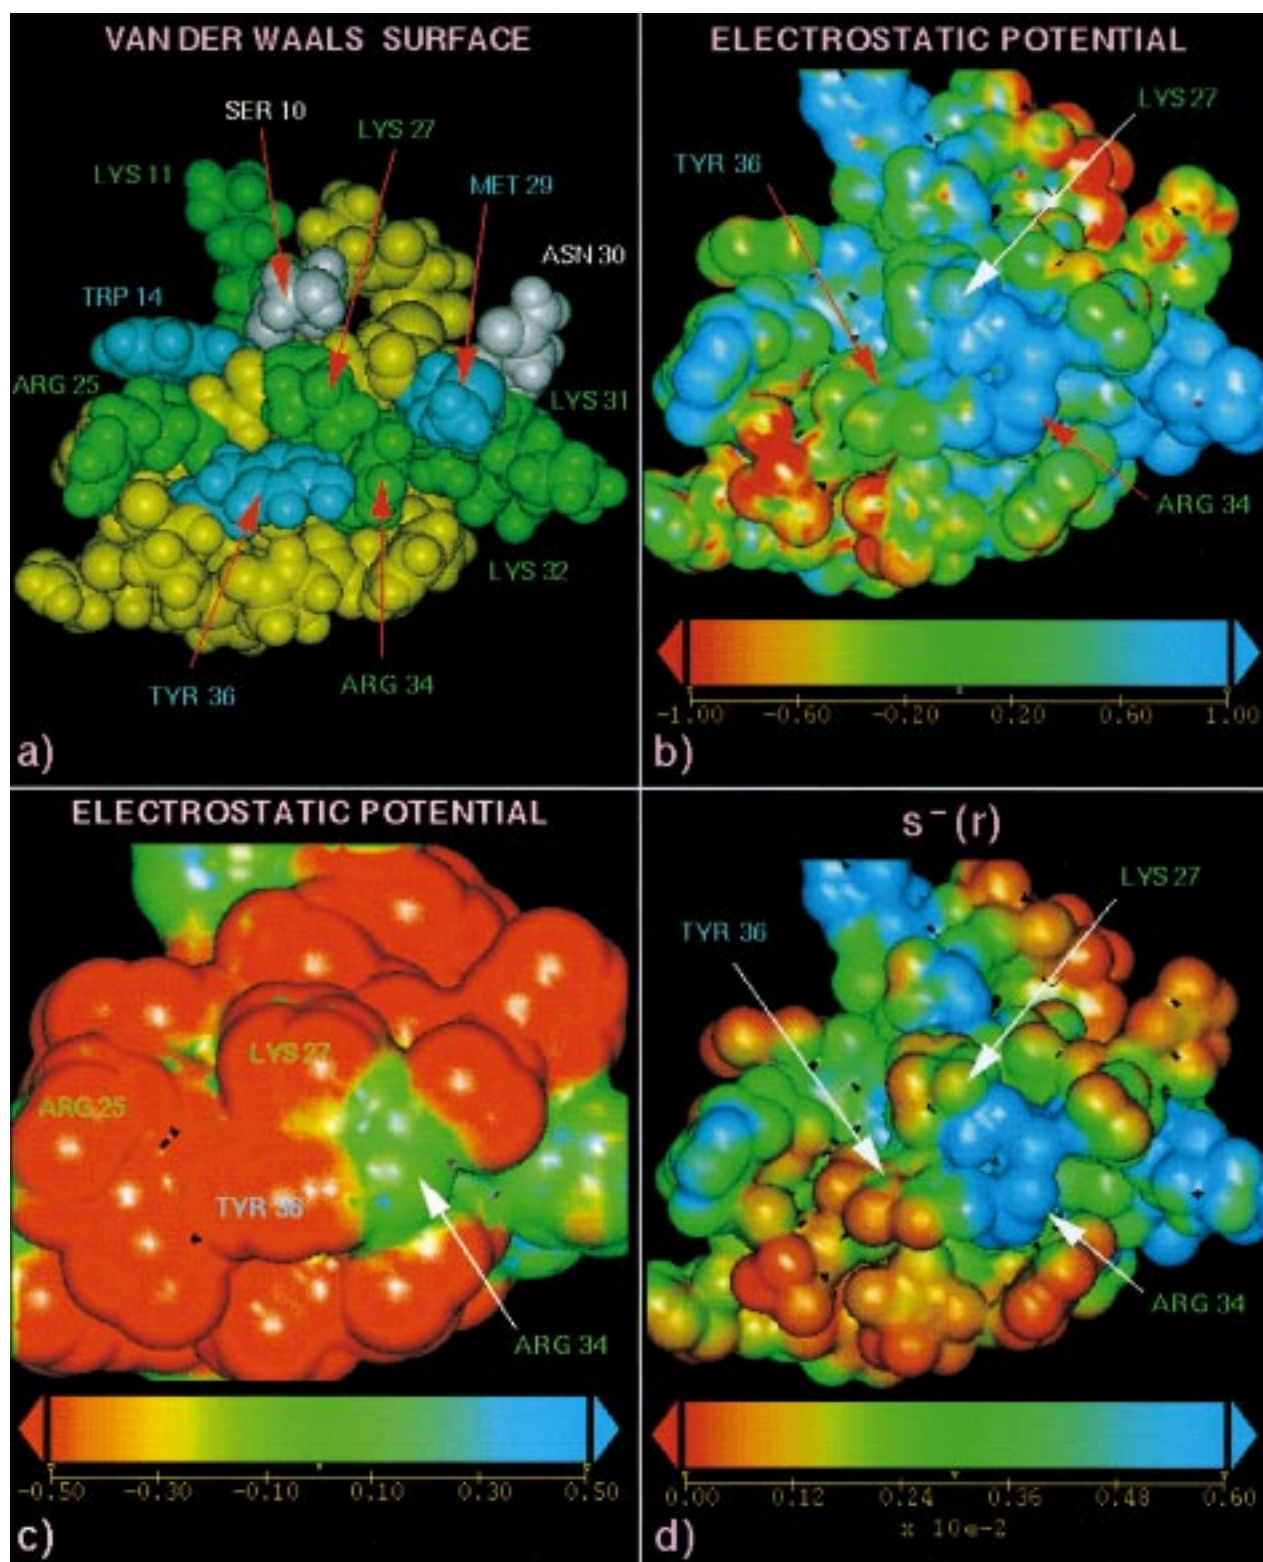 VAN DER WAALS SURFACE
SER 10
LYS 27
LYS 11
MET 29
ASN 30
TRP 14
ARG 25
LYS 31
LYS 32
ARG 34
TYR 36
a)
ELECTROSTATIC POTENTIAL
LYS 27
TYR 36
ARG 34
-1.00 -0.60 -0.20 0.20 0.60 1.00
b)
ELECTROSTATIC POTENTIAL
LYS 27
ARG 25
TYR 36
ARG 34
-0.50 -0.30 -0.10 0.10 0.30 0.50
c)
s⁻(r)
LYS 27
TYR 36
ARG 34
0.00 0.12 0.24 0.36 0.48 0.60
x 10e-2
d)